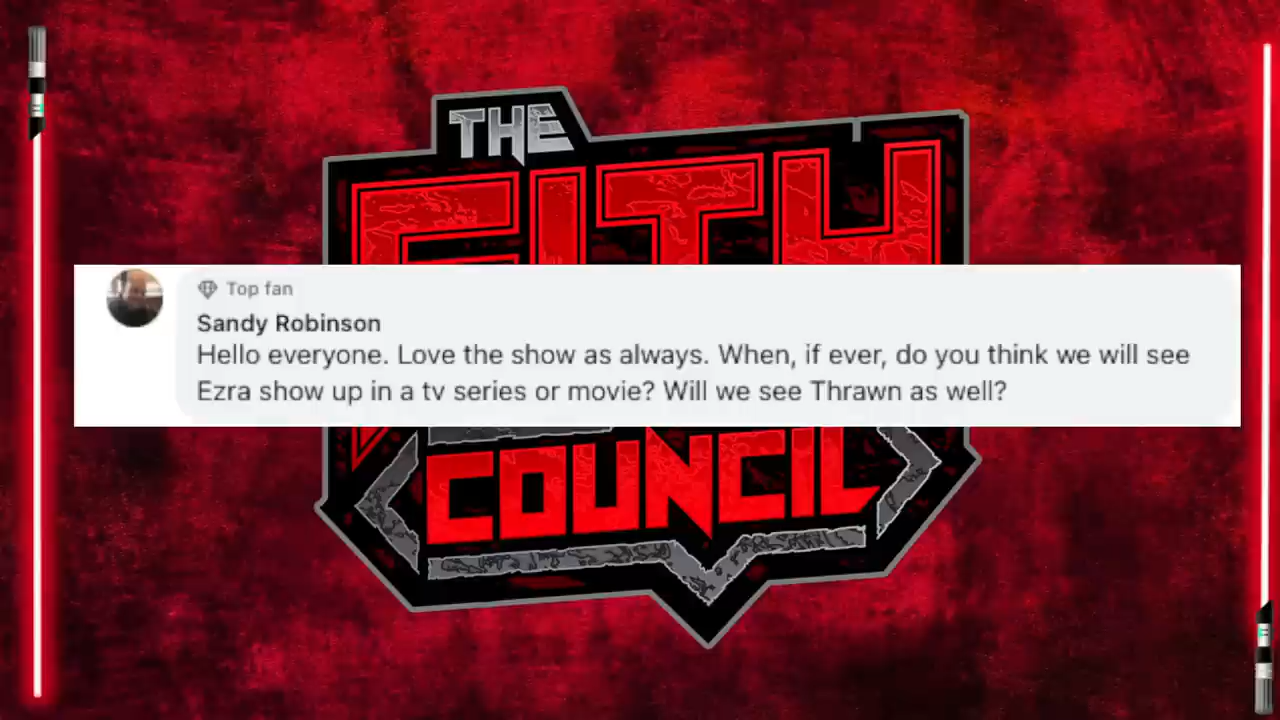 THE
SITH
Top fan
Sandy Robinson
Hello everyone. Love the show as always. When, if ever, do you think we will see
Ezra show up in a tv series or movie? Will we see Thrawn as well?
COUNCIL